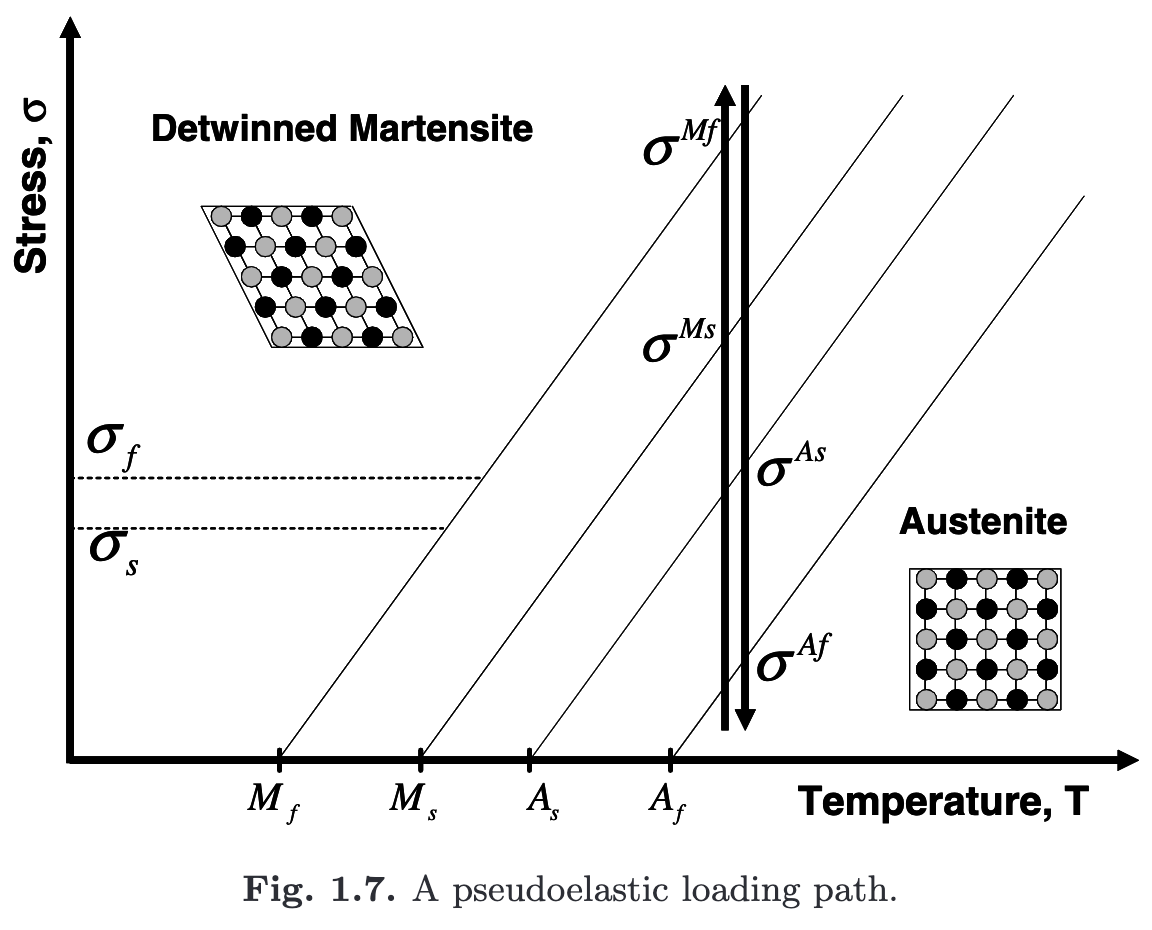 Stress, σ
Detwinned Martensite
σ^{Mf}
σ^{Ms}
σ_f
σ^{As}
σ_s
Austenite
σ^{Af}
M_f M_s A_s A_f Temperature, T
Fig. 1.7. A pseudoelastic loading path.